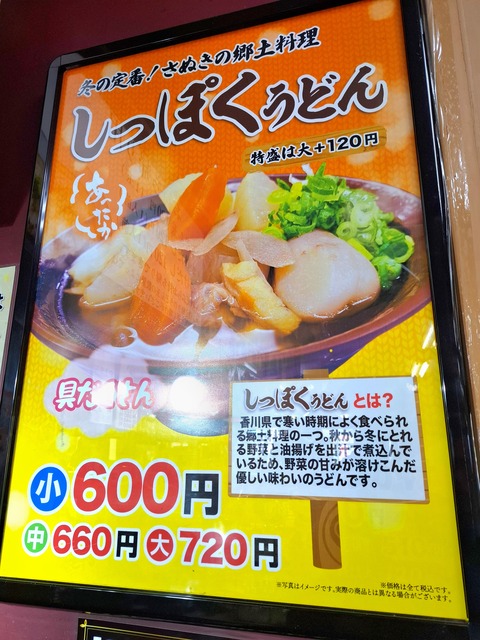 冬の定番!さぬきの郷土料理
しっぽくうどん
特盛は大+120円
あったか
具だくさん
しっぽくうどんとは?
香川県で寒い時期によく食べられ
る郷土料理の一つ。秋から冬にとれ
る野菜と油揚げを出汁で煮込んで
いるため、野菜の甘みが溶けこんだ
優しい味わいのうどんです。
小 600円
中 660円 大 720円
※価格は全て税込です。
※写真はイメージです。実際の商品とは異なる場合がございます。